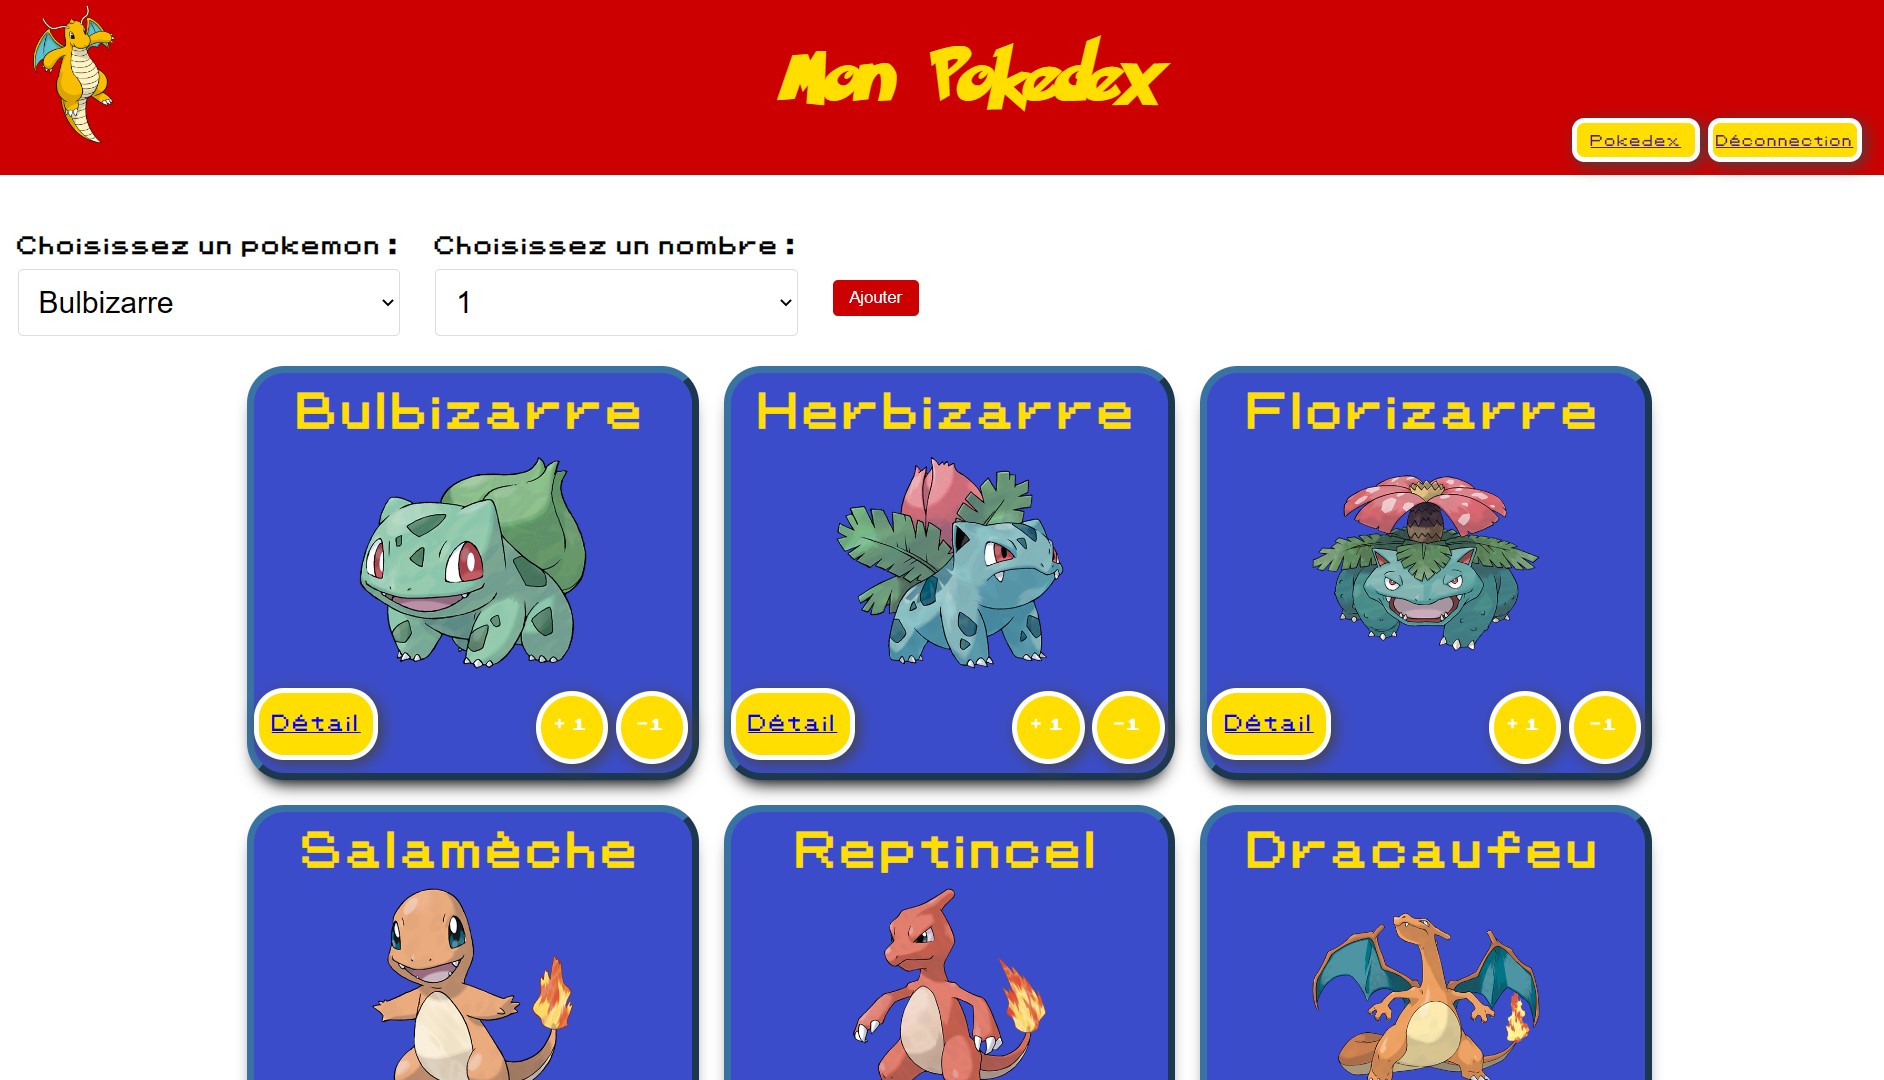 Mon Pokedex
Pokedex Déconnection
Choisissez un pokemon : Choisissez un nombre :
Bulbizarre 1 Ajouter
Bulbizarre Herbizarre Florizarre
Détail +1 -1 Détail +1 -1 Détail +1 -1
Salamèche Reptincel Dracaufeu